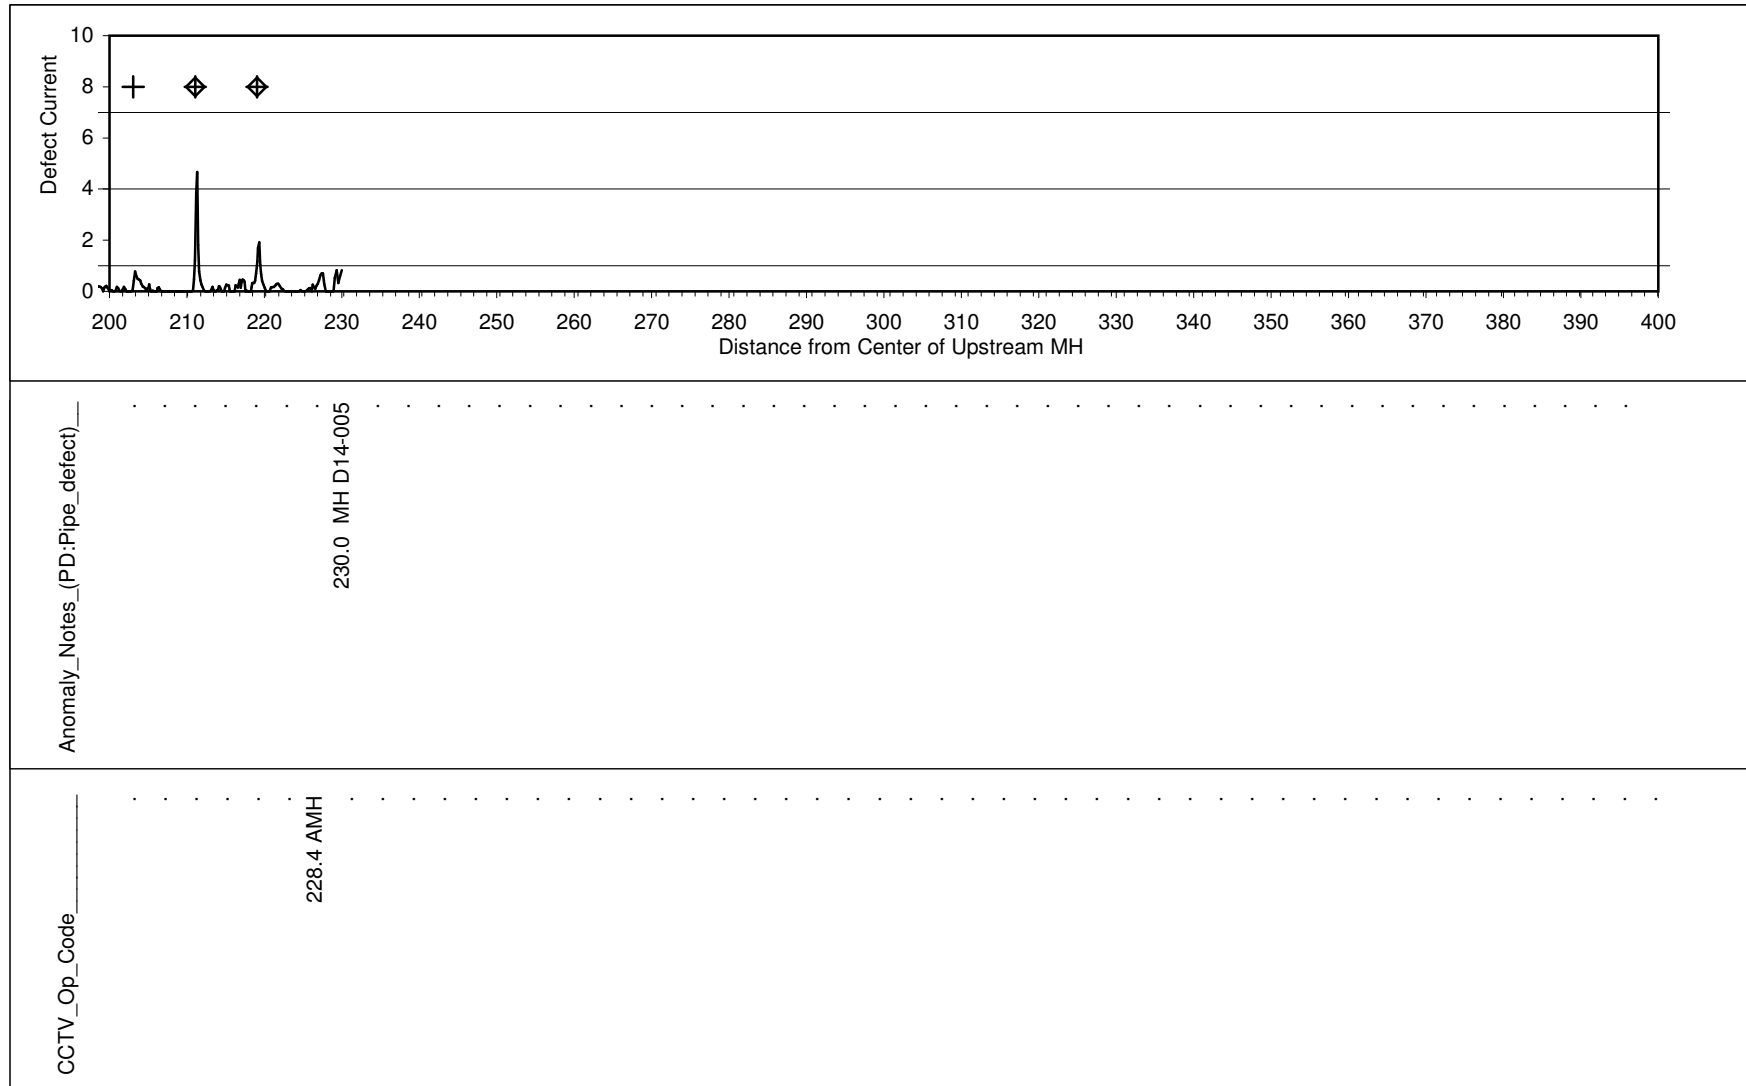 Defect Current
10
8
6
4
2
0
200 210 220 230 240 250 260 270 280 290 300 310 320 330 340 350 360 370 380 390 400
Distance from Center of Upstream MH
Anomaly_Notes_(PD:Pipe_defect)__
230.0 MH D14-005
CCTV_Op_Code__________
228.4 AMH